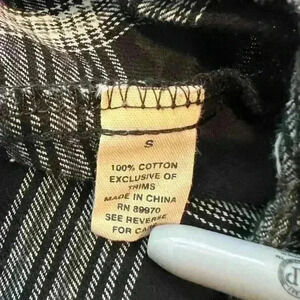 S
100% COTTON
EXCLUSIVE OF
TRIMS
MADE IN CHINA
RN 89970
SEE REVERSE
FOR CARE